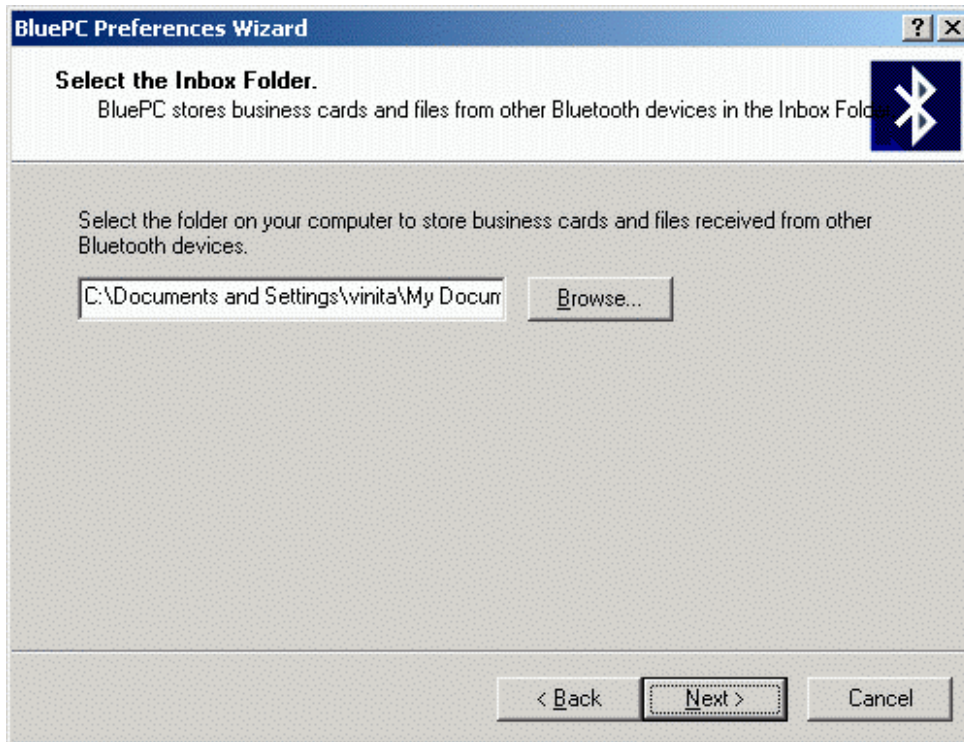 BluePC Preferences Wizard
Select the Inbox Folder.
BluePC stores business cards and files from other Bluetooth devices in the Inbox Folder.
Select the folder on your computer to store business cards and files received from other
Bluetooth devices.
C:\Documents and Settings\vinita\My Docum
Browse...
< Back
Next >
Cancel